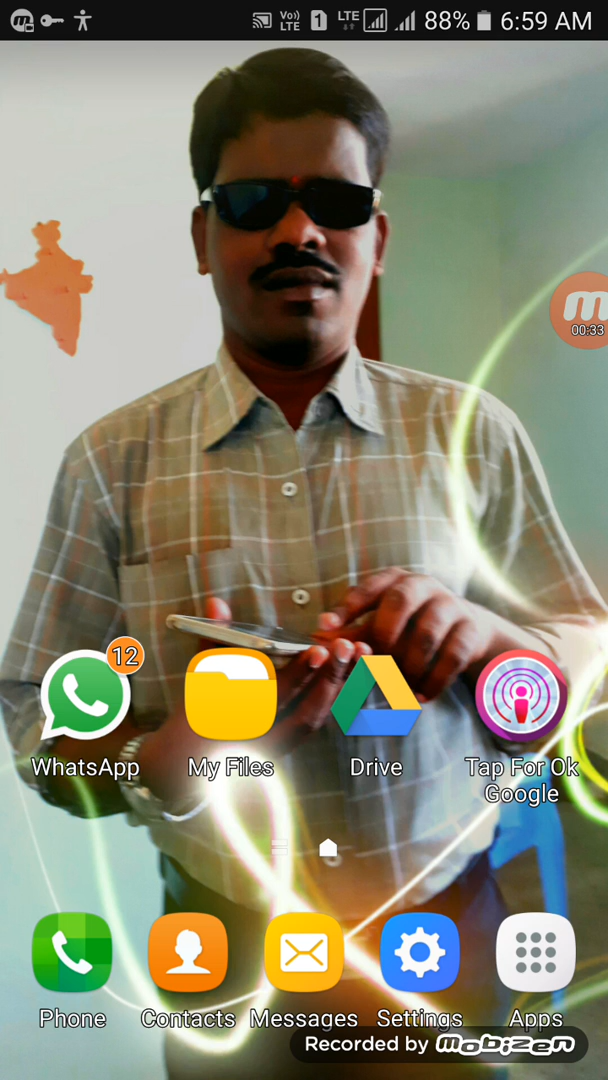 Vo)) LTE 1 LTE 88% 6:59 AM
m
00:33
12
WhatsApp My Files Drive Tap For Ok Google
Phone Contacts Messages Settings Apps
Recorded by mobizen